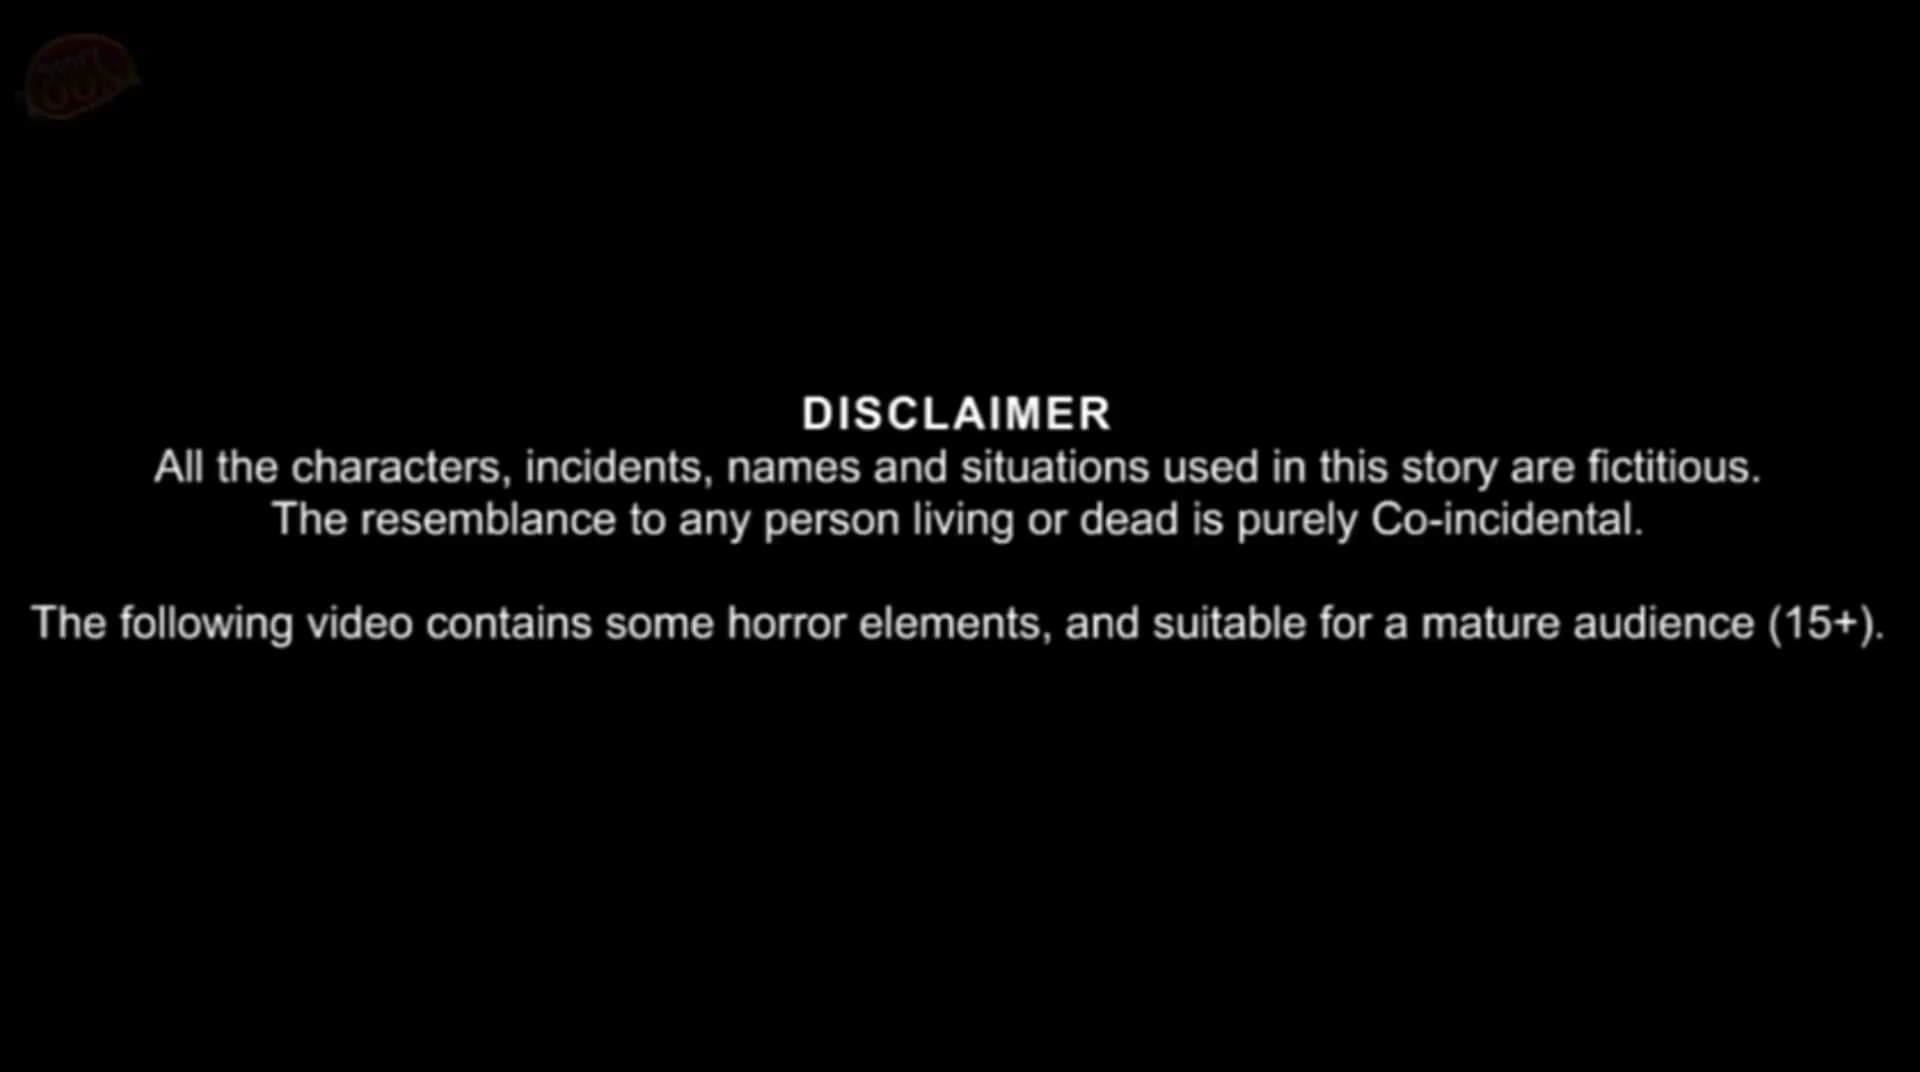 DISCLAIMER
All the characters, incidents, names and situations used in this story are fictitious.
The resemblance to any person living or dead is purely Co-incidental.
The following video contains some horror elements, and suitable for a mature audience (15+).